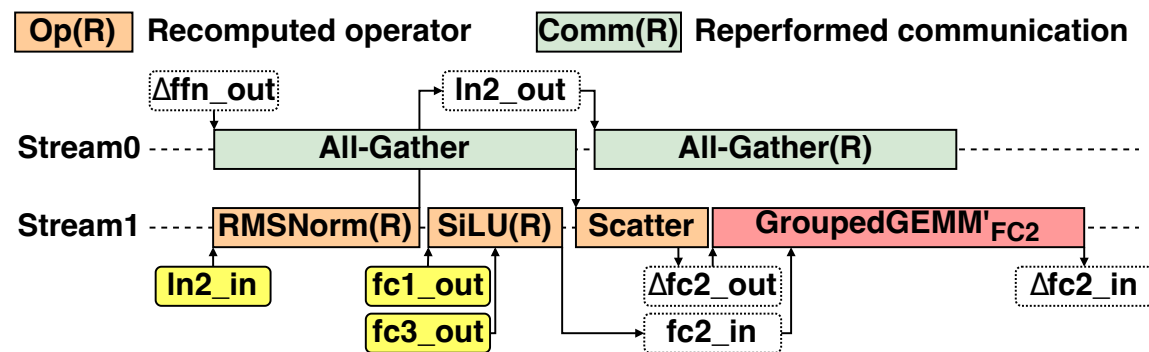 Op(R) Recomputed operator Comm(R) Reperformed communication
Δffn_out ln2_out
Stream0 All-Gather All-Gather(R)
Stream1 RMSNorm(R) SiLU(R) Scatter GroupedGEMM'FC2
ln2_in fc1_out Δfc2_out Δfc2_in
fc3_out fc2_in